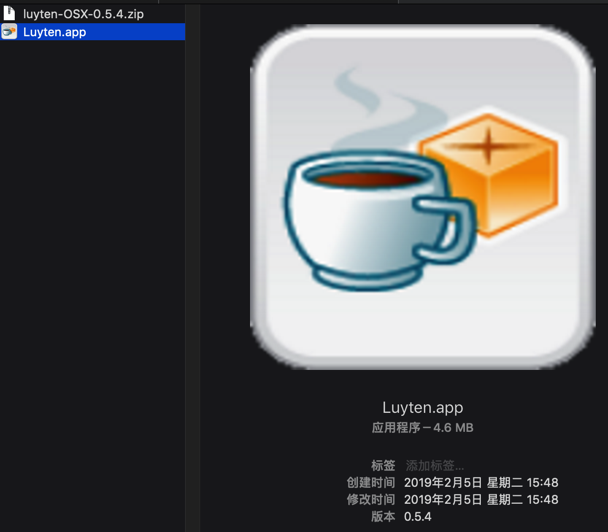 luyten-OSX-0.5.4.zip
Luyten.app
Luyten.app
应用程序 – 4.6 MB
标签 添加标签...
创建时间 2019年2月5日 星期二 15:48
修改时间 2019年2月5日 星期二 15:48
版本 0.5.4